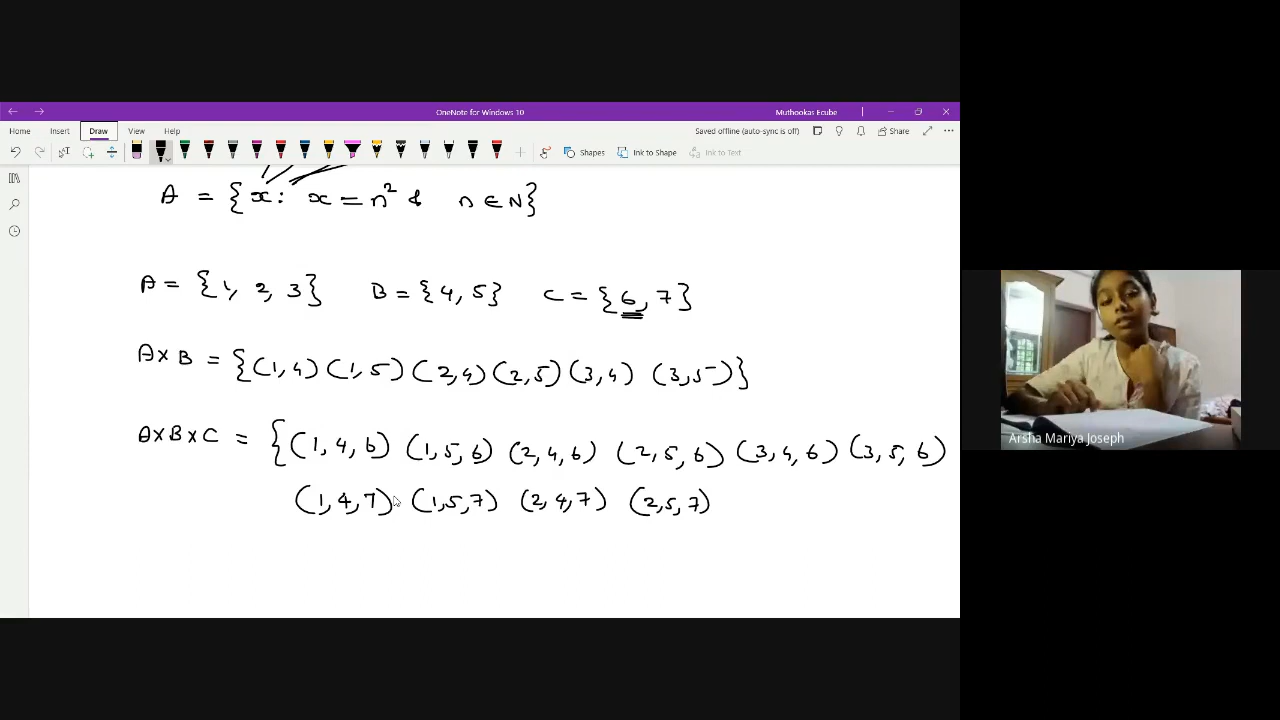 OneNote for Windows 10
Muthookas Ecube
Home Insert Draw View Help
Saved offline (auto-sync is off) Share
Shapes Ink to Shape Ink to Text
A = {x: x = n² & n ∈ N}
A = {1, 2, 3} B = {4, 5} C = {6, 7}
A×B = {(1, 4) (1, 5) (2,4) (2,5) (3,4) (3,5)}
A×B×C = {(1, 4, 6) (1, 5, 6) (2, 4, 6) (2, 5, 6) (3, 4, 6) (3, 5, 6)
(1, 4, 7) (1,5,7) (2, 4, 7) (2,5, 7)
Arsha Mariya Joseph